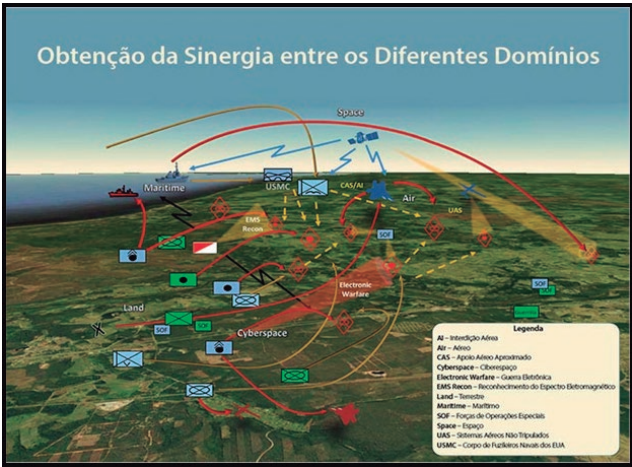 Obtenção da Sinergia entre os Diferentes Domínios
Space
Maritime
USMC
CAS/AI
Air
UAS
EMS
Recon
SOF
SOF
SOF
Electronic
Warfare
Land
SOF
SOF
Cyberspace
Legenda
AI – Interdição Aérea
Air – Aéreo
CAS – Apoio Aéreo Aproximado
Cyberspace – Ciberespaço
Electronic Warfare – Guerra Eletrônica
EMS Recon – Reconhecimento do Espectro Eletromagnético
Land – Terrestre
Maritime – Marítimo
SOF – Forças de Operações Especiais
Space – Espaço
UAS – Sistemas Aéreos Não Tripulados
USMC – Corpo de Fuzileiros Navais dos EUA